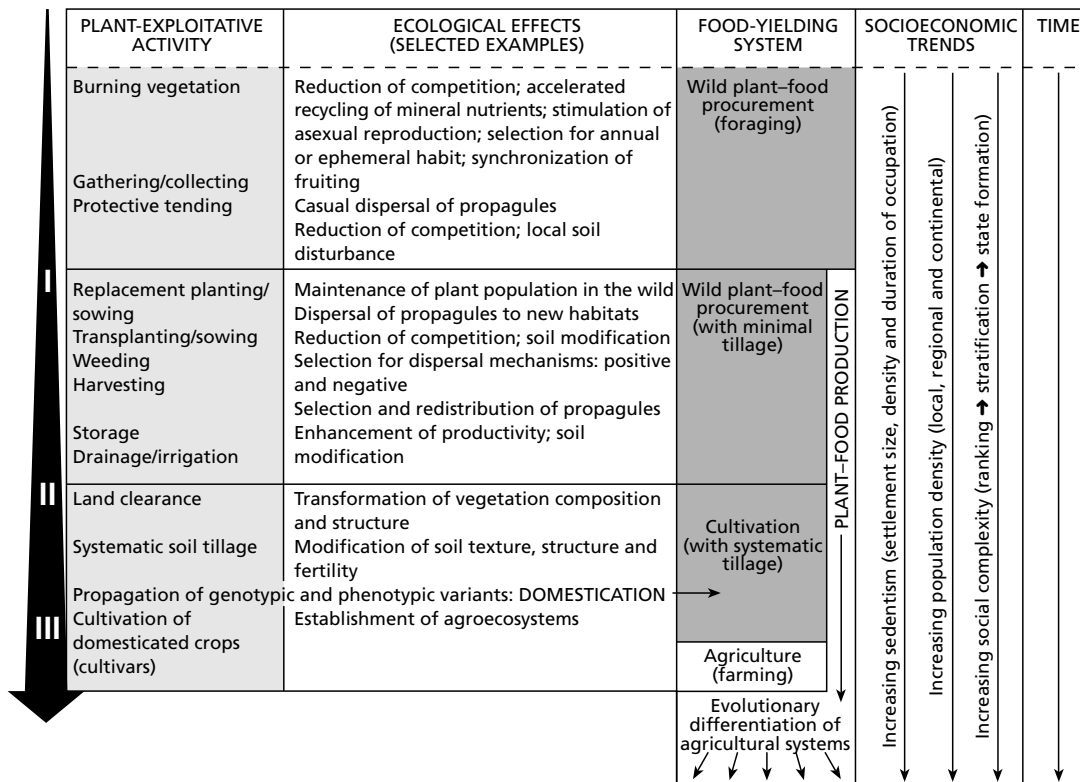 PLANT-EXPLOITATIVE
ACTIVITY
ECOLOGICAL EFFECTS
(SELECTED EXAMPLES)
FOOD-YIELDING
SYSTEM
SOCIOECONOMIC
TRENDS
TIME
Burning vegetation
Gathering/collecting
Protective tending
Reduction of competition; accelerated
recycling of mineral nutrients; stimulation of
asexual reproduction; selection for annual
or ephemeral habit; synchronization of
fruiting
Casual dispersal of propagules
Reduction of competition; local soil
disturbance
Wild plant–food
procurement
(foraging)
I
Replacement planting/
sowing
Transplanting/sowing
Weeding
Harvesting
Storage
Drainage/irrigation
Maintenance of plant population in the wild
Dispersal of propagules to new habitats
Reduction of competition; soil modification
Selection for dispersal mechanisms: positive
and negative
Selection and redistribution of propagules
Enhancement of productivity; soil
modification
Wild plant–food
procurement
(with minimal
tillage)
II
Land clearance
Systematic soil tillage
Transformation of vegetation composition
and structure
Modification of soil texture, structure and
fertility
Cultivation
(with systematic
tillage)
Propagation of genotypic and phenotypic variants: DOMESTICATION
III
Cultivation of
domesticated crops
(cultivars)
Establishment of agroecosystems
Agriculture
(farming)
Evolutionary
differentiation of
agricultural systems
PLANT–FOOD PRODUCTION
Increasing sedentism (settlement size, density and duration of occupation)
Increasing population density (local, regional and continental)
Increasing social complexity (ranking ➔ stratification ➔ state formation)